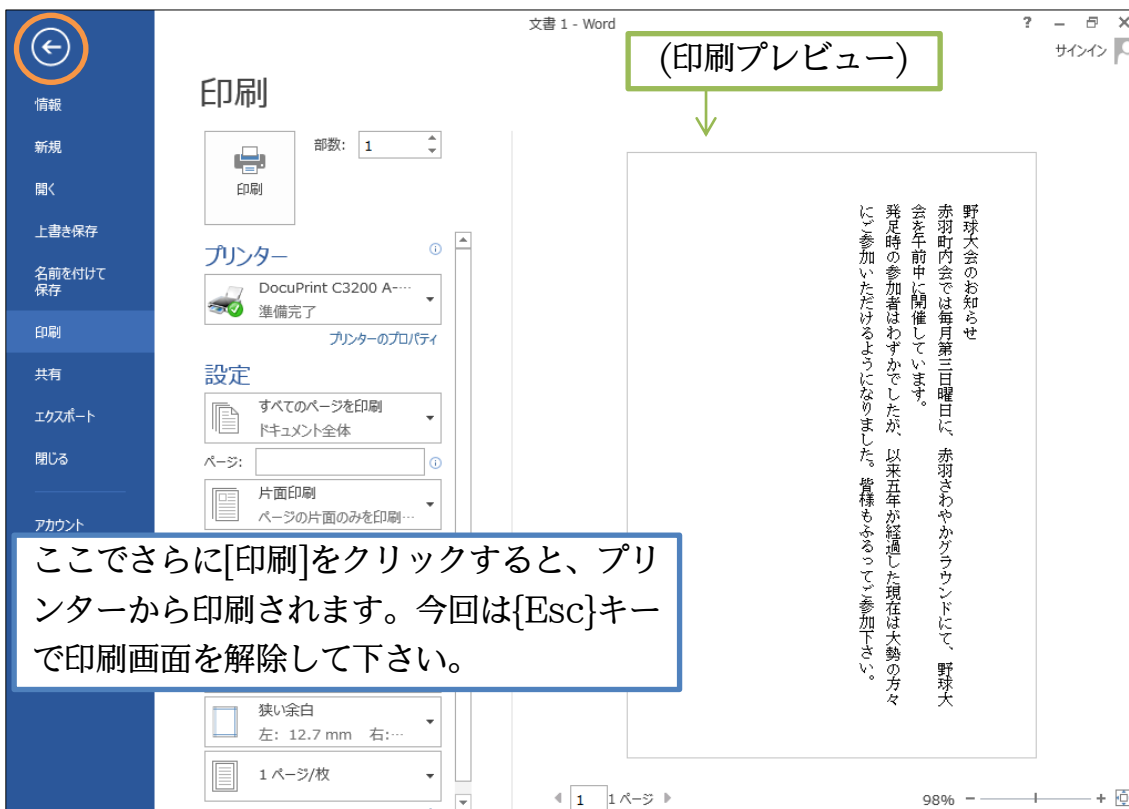 文書 1 - Word
?
サインイン
(印刷プレビュー)
情報
新規
開く
上書き保存
名前を付けて
保存
印刷
共有
エクスポート
閉じる
アカウント
印刷
印刷
部数: 1
プリンター
DocuPrint C3200 A-…
準備完了
プリンターのプロパティ
設定
すべてのページを印刷
ドキュメント全体
ページ:
片面印刷
ページの片面のみを印刷…
ここでさらに[印刷]をクリックすると、プリ
ンターから印刷されます。今回は{Esc}キー
で印刷画面を解除して下さい。
狭い余白
左: 12.7 mm 右:…
1 ページ/枚
野球大会のお知らせ
赤羽町内会では毎月第三日曜日に、赤羽さわやかグラウンドにて、野球大
会を午前中に開催しています。
発足時の参加者はわずかでしたが、以来五年が経過した現在は大勢の方々
にご参加いただけるようになりました。皆様もふるってご参加下さい。
1 1 ページ
98%